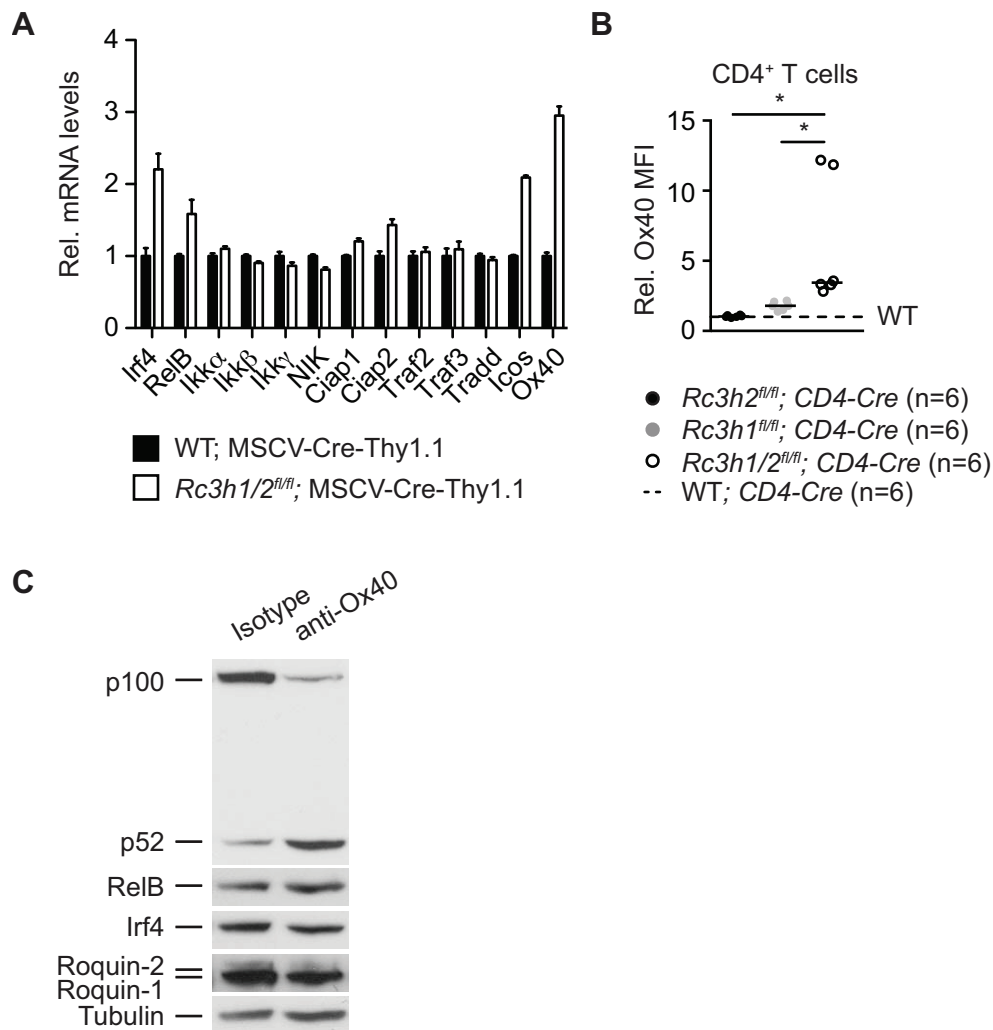 A
Rel. mRNA levels
4
3
2
1
0
Irf4
RelB
Ikkα
Ikkβ
Ikkγ
NIK
Ciap1
Ciap2
Traf2
Traf3
Tradd
Icos
Ox40
WT; MSCV-Cre-Thy1.1
Rc3h1/2fl/fl; MSCV-Cre-Thy1.1
B
CD4+ T cells
*
*
Rel. Ox40 MFI
15
10
5
0
WT
Rc3h2fl/fl; CD4-Cre (n=6)
Rc3h1fl/fl; CD4-Cre (n=6)
Rc3h1/2fl/fl; CD4-Cre (n=6)
WT; CD4-Cre (n=6)
C
Isotype
anti-Ox40
p100
p52
RelB
Irf4
Roquin-2
Roquin-1
Tubulin